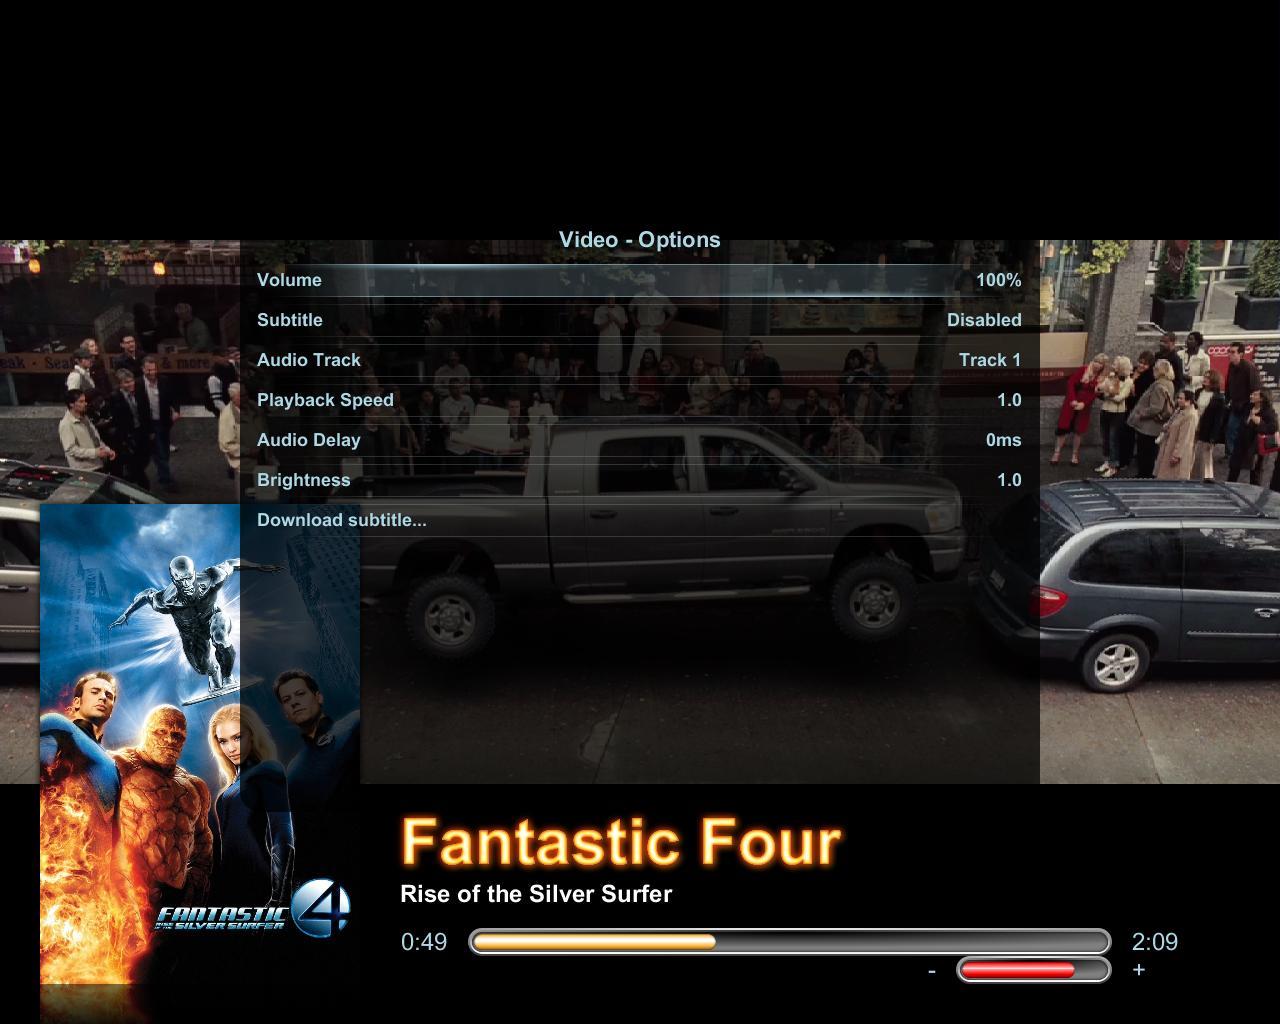 Video - Options
Volume 100%
Subtitle Disabled
Audio Track Track 1
Playback Speed 1.0
Audio Delay 0ms
Brightness 1.0
Download subtitle...
& more
FANTASTIC 4
RISE OF THE SILVER SURFER
Fantastic Four
Rise of the Silver Surfer
0:49 2:09
- +